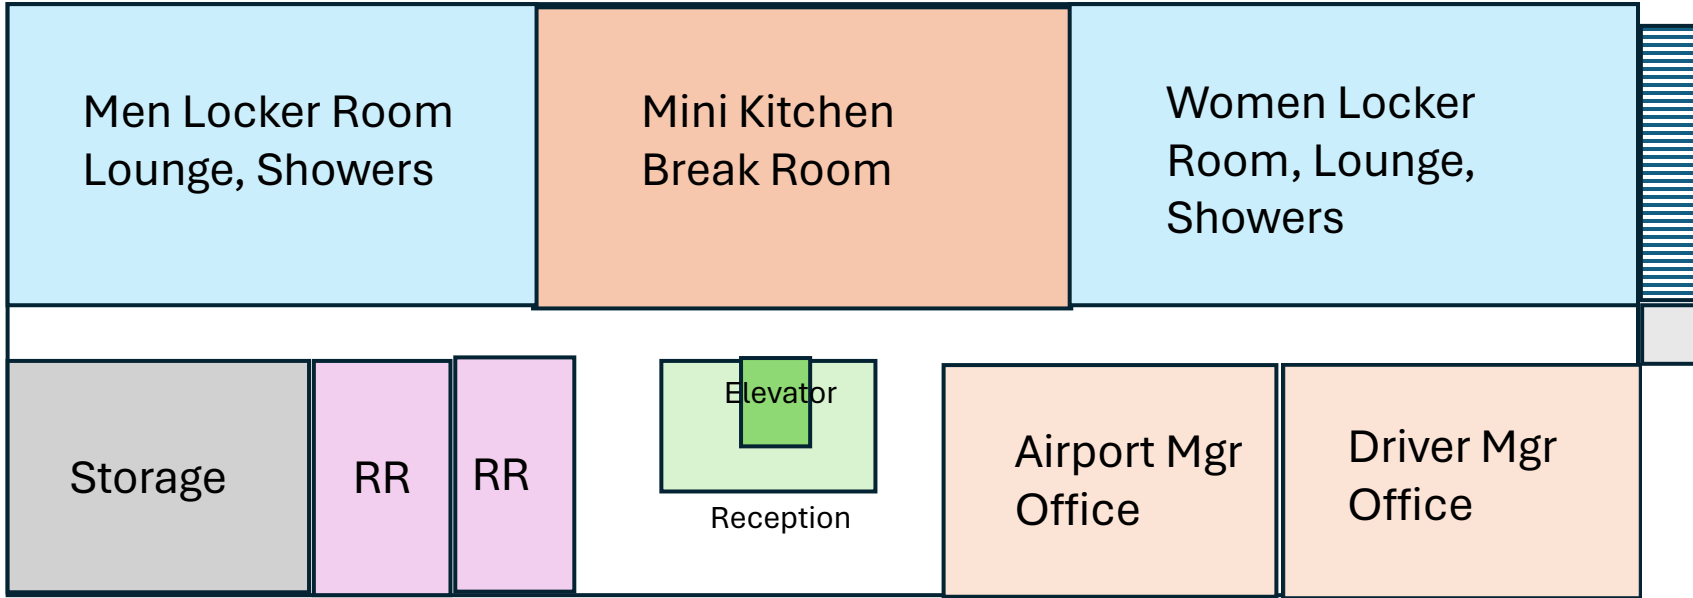 Men Locker Room
Lounge, Showers
Mini Kitchen
Break Room
Women Locker
Room, Lounge,
Showers
Storage
RR
RR
Elevator
Reception
Airport Mgr
Office
Driver Mgr
Office